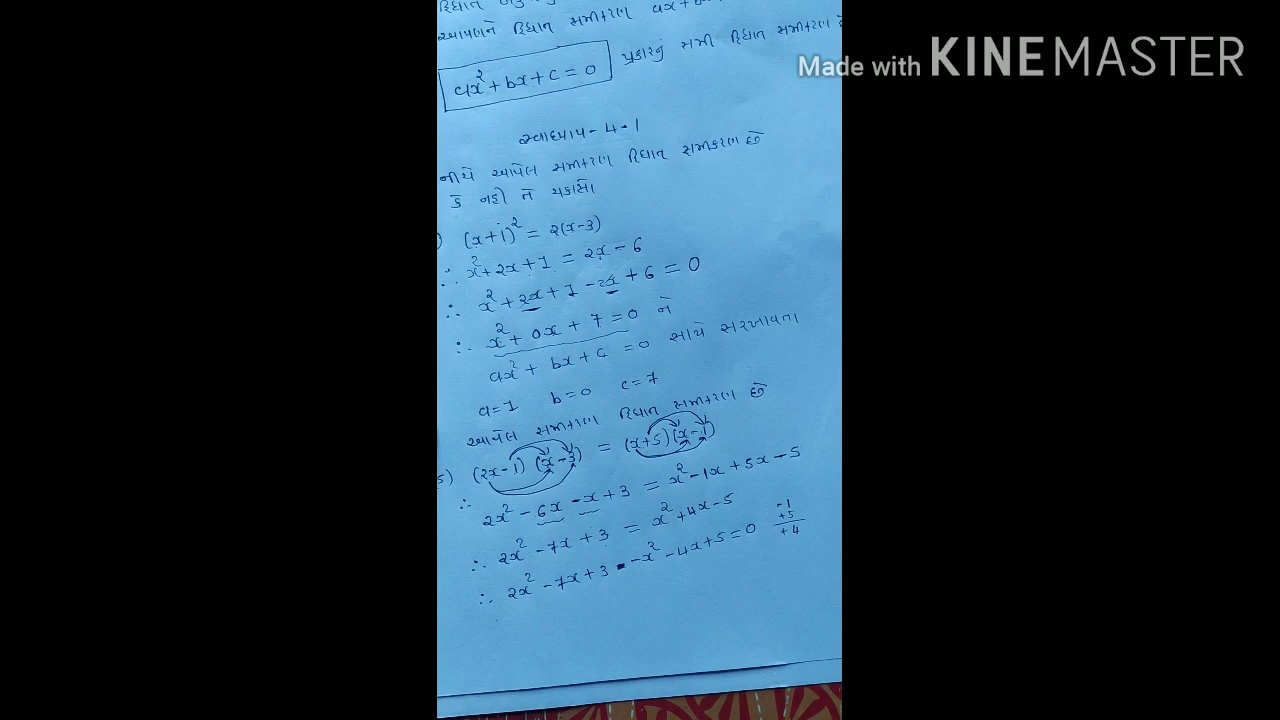 આપણને દ્વિઘાત સમીકરણ ax+b
Made with KINEMASTER
ax² + bx + c = 0 પ્રકારનું સમી દ્વિઘાત સમીકરણ
સ્વાધ્યાય - 4.1
નીચે આપેલ સમીકરણ દ્વિઘાત સમીકરણ છે
કે નહી તે ચકાસો
) (x+1)² = 2(x-3)
∴ x² + 2x + 1 = 2x - 6
∴ x² + 2x + 1 - 2x + 6 = 0
∴ x² + 0x + 7 = 0 ને
ax² + bx + c = 0 સાથે સરખાવતા
a=1 b=0 c=7
આપેલ સમીકરણ દ્વિઘાત સમીકરણ છે
5) (2x-1) (x-3) = (x+5) (x-1)
∴ 2x² - 6x - x + 3 = x² - 1x + 5x - 5
∴ 2x² - 7x + 3 = x² + 4x - 5
-1
+5
+4
∴ 2x² - 7x + 3 - x² - 4x + 5 = 0